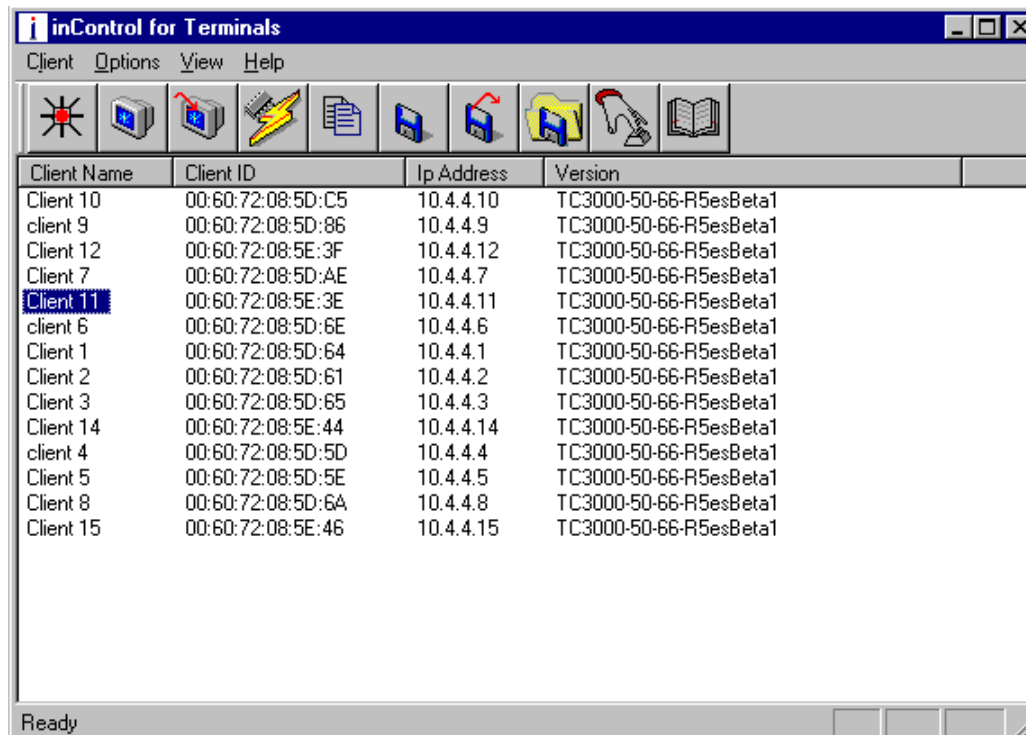 inControl for Terminals
Client Options View Help
Client Name Client ID Ip Address Version
Client 10 00:60:72:08:5D:C5 10.4.4.10 TC3000-50-66-R5esBeta1
client 9 00:60:72:08:5D:86 10.4.4.9 TC3000-50-66-R5esBeta1
Client 12 00:60:72:08:5E:3F 10.4.4.12 TC3000-50-66-R5esBeta1
Client 7 00:60:72:08:5D:AE 10.4.4.7 TC3000-50-66-R5esBeta1
Client 11 00:60:72:08:5E:3E 10.4.4.11 TC3000-50-66-R5esBeta1
client 6 00:60:72:08:5D:6E 10.4.4.6 TC3000-50-66-R5esBeta1
Client 1 00:60:72:08:5D:64 10.4.4.1 TC3000-50-66-R5esBeta1
Client 2 00:60:72:08:5D:61 10.4.4.2 TC3000-50-66-R5esBeta1
Client 3 00:60:72:08:5D:65 10.4.4.3 TC3000-50-66-R5esBeta1
Client 14 00:60:72:08:5E:44 10.4.4.14 TC3000-50-66-R5esBeta1
client 4 00:60:72:08:5D:5D 10.4.4.4 TC3000-50-66-R5esBeta1
Client 5 00:60:72:08:5D:5E 10.4.4.5 TC3000-50-66-R5esBeta1
Client 8 00:60:72:08:5D:6A 10.4.4.8 TC3000-50-66-R5esBeta1
Client 15 00:60:72:08:5E:46 10.4.4.15 TC3000-50-66-R5esBeta1
Ready